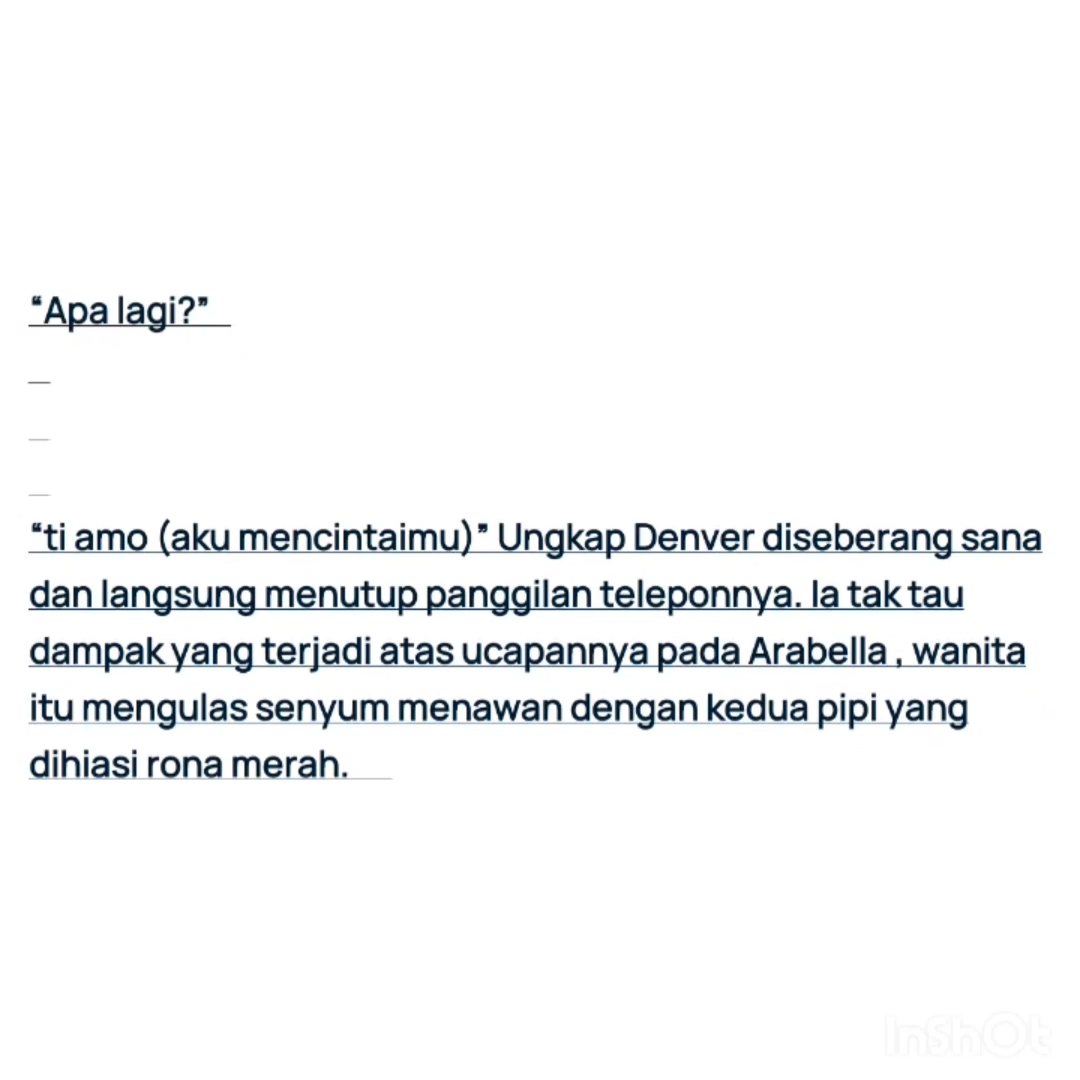 “Apa lagi?”
“ti amo (aku mencintaimu)” Ungkap Denver diseberang sana
dan langsung menutup panggilan teleponnya. Ia tak tau
dampak yang terjadi atas ucapannya pada Arabella , wanita
itu mengulas senyum menawan dengan kedua pipi yang
dihiasi rona merah.
InShOt